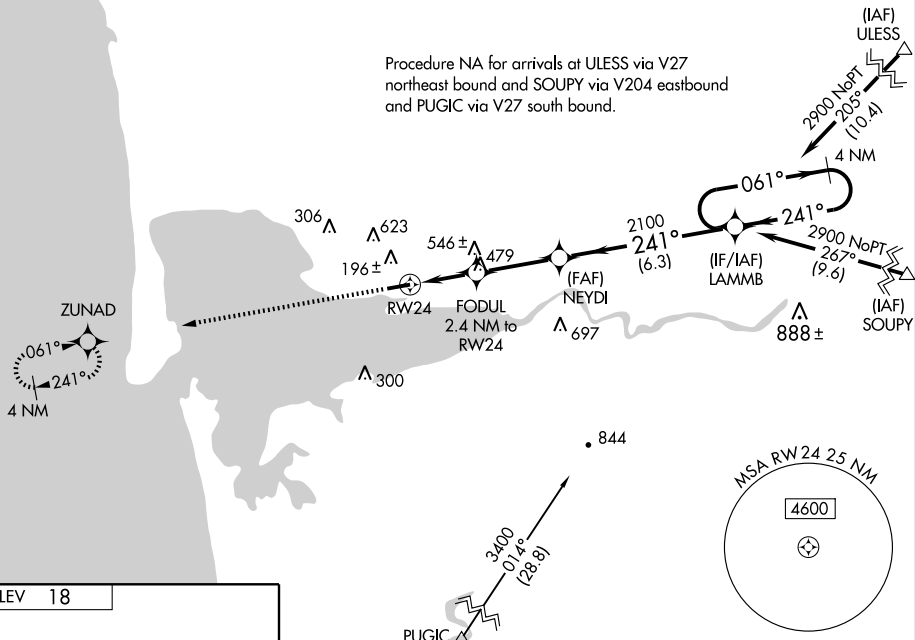 (IAF)
ULESS
Procedure NA for arrivals at ULESS via V27
northeast bound and SOUPY via V204 eastbound
and PUGIC via V27 south bound.
2900 NoPT
205°
(10.4)
4 NM
061°
241°
306
623
546±
479
196±
2100
241°
(6.3)
2900 NoPT
267°
(9.6)
(IF/IAF)
LAMMB
(FAF)
NEYDI
RW24
FODUL
2.4 NM to
RW24
(IAF)
SOUPY
ZUNAD
061°
241°
4 NM
697
888±
300
844
MSA RW24 25 NM
4600
3400
014°
(28.8)
LEV 18
PUGIC